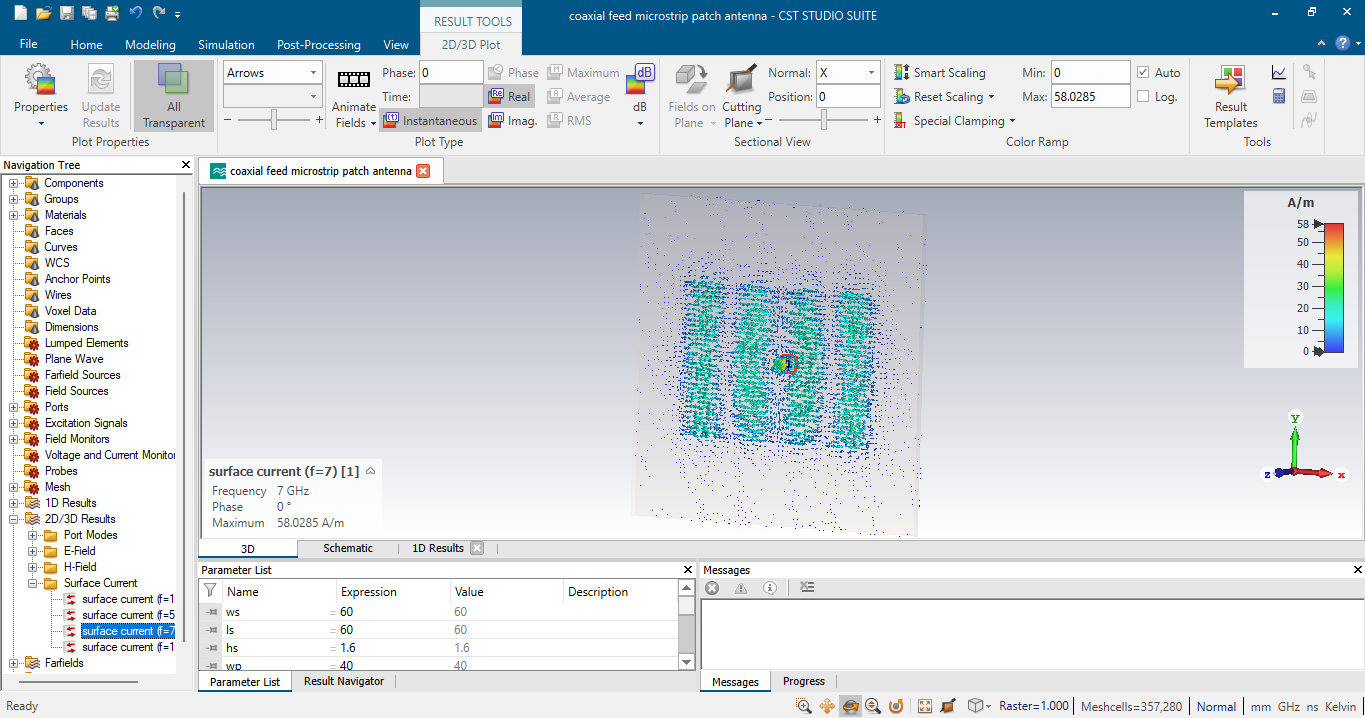 RESULT TOOLS
coaxial feed microstrip patch antenna - CST STUDIO SUITE
File Home Modeling Simulation Post-Processing View 2D/3D Plot
Properties
Update Results
All Transparent
Plot Properties
Arrows
Animate Fields
Phase: 0
Time:
Instantaneous
Phase
Real
Imag.
Maximum
Average
RMS
dB
dB
Plot Type
Fields on Plane
Cutting Plane
Normal: X
Position: 0
Sectional View
Smart Scaling
Reset Scaling
Special Clamping
Min: 0
Max: 58.0285
Auto
Log.
Color Ramp
Result Templates
Tools
Navigation Tree
Components
Groups
Materials
Faces
Curves
WCS
Anchor Points
Wires
Voxel Data
Dimensions
Lumped Elements
Plane Wave
Farfield Sources
Field Sources
Ports
Excitation Signals
Field Monitors
Voltage and Current Monitor
Probes
Mesh
1D Results
2D/3D Results
Port Modes
E-Field
H-Field
Surface Current
surface current (f=1
surface current (f=5
surface current (f=7
surface current (f=1
Farfields
coaxial feed microstrip patch antenna
A/m
58
50
40
30
20
10
0
1
y
z
x
surface current (f=7) [1]
Frequency 7 GHz
Phase 0 °
Maximum 58.0285 A/m
3D Schematic 1D Results
Parameter List
Name Expression Value Description
ws = 60 60
ls = 60 60
hs = 1.6 1.6
wp = 40 40
Parameter List Result Navigator
Messages
Messages Progress
Ready
Raster=1.000 Meshcells=357,280 Normal mm GHz ns Kelvin